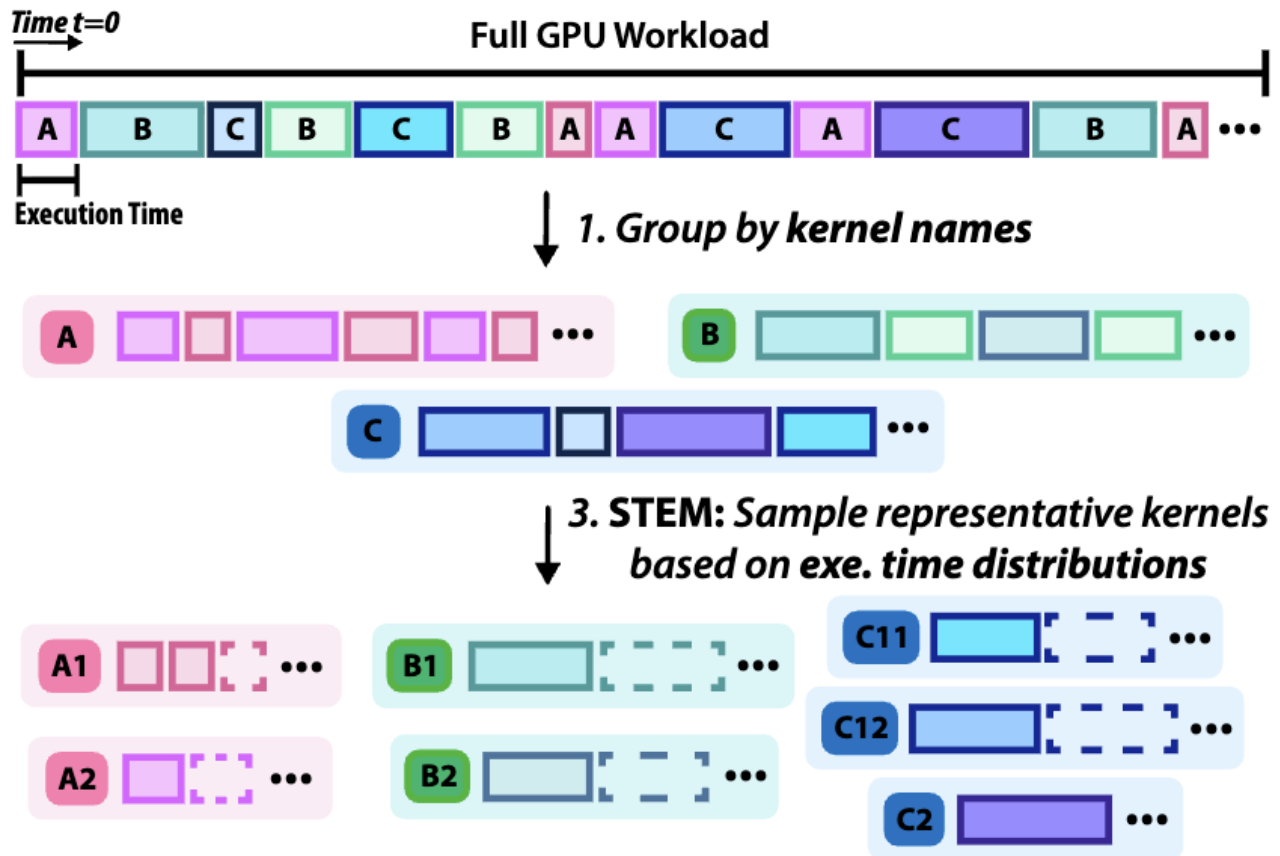 Time t=0
Full GPU Workload
A B C B C B A A C A C B A •••
Execution Time
1. Group by kernel names
A •••
B •••
C •••
3. STEM: Sample representative kernels
based on exe. time distributions
A1 •••
B1 •••
C11 •••
C12 •••
A2 •••
B2 •••
C2 •••